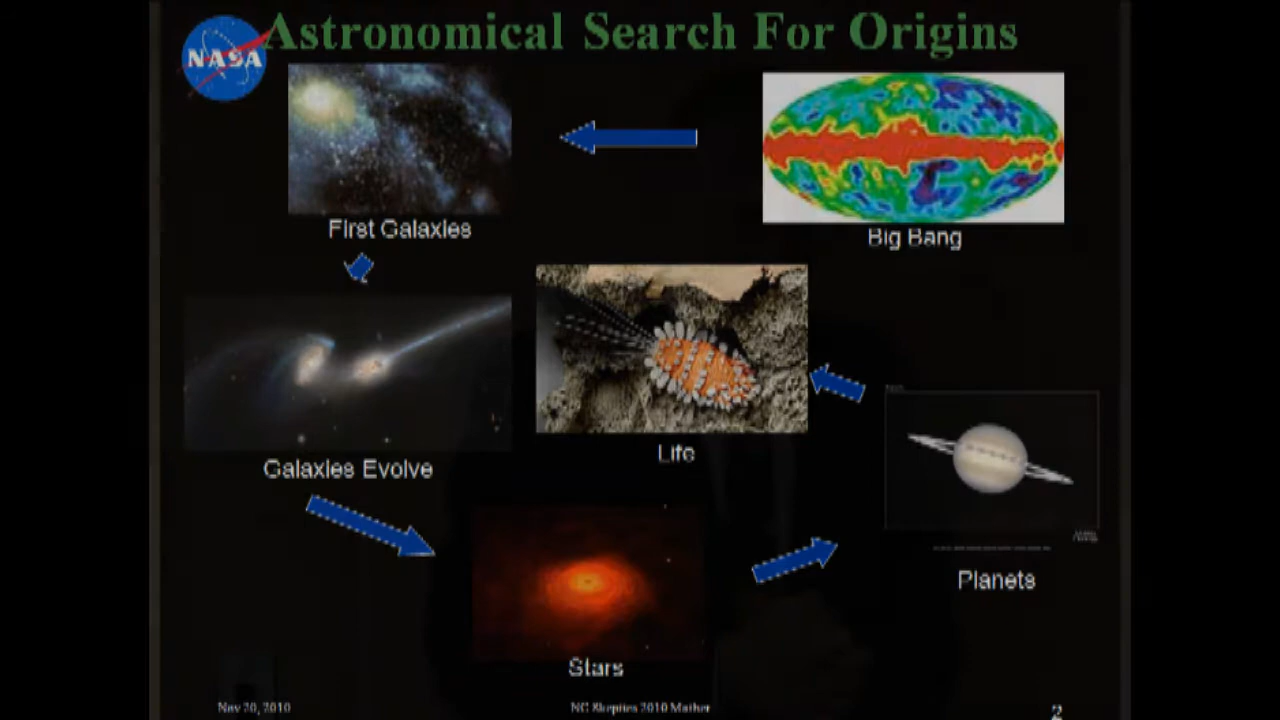 Astronomical Search For Origins
NASA
First Galaxies
Big Bang
Galaxies Evolve
Life
Stars
Planets
Nov 20, 2010
NC Skeptics 2010 Mather
2